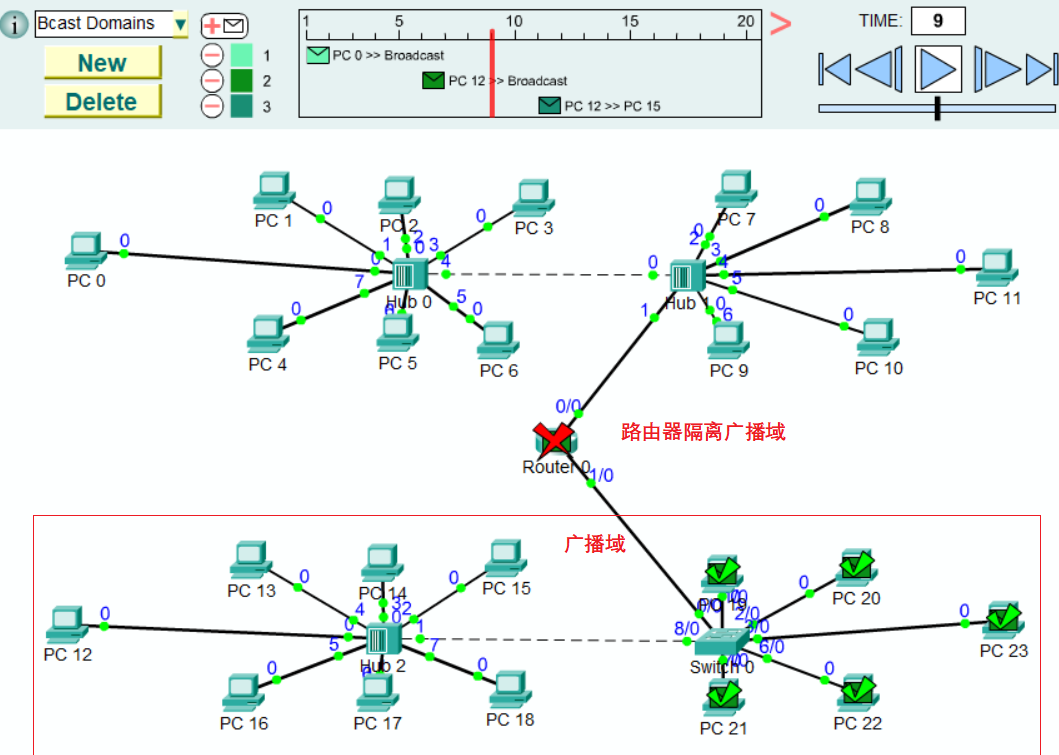 i
Bcast Domains
New
Delete
1
2
3
1 5 10 15 20
PC 0 >> Broadcast
PC 12 >> Broadcast
PC 12 >> PC 15
TIME: 9
PC 1
0
PC 2
PC 3
0
PC 7
PC 8
0
PC 0
0
Hub 0
0
1
2
0
3
4
5
0
7
Hub 1
0
1
2
0
3
4
5
0
6
PC 11
0
PC 4
0
PC 5
PC 6
PC 9
PC 10
0
0/0
路由器隔离广播域
Router 0
1/0
广播域
PC 13
0
PC 14
PC 15
0
PC 20
0
PC 12
0
Hub 2
0
4
3
2
0
1
5
7
8/0
2/0
6/0
Switch 0
PC 23
0
PC 16
0
PC 17
PC 18
0
PC 21
PC 22
0